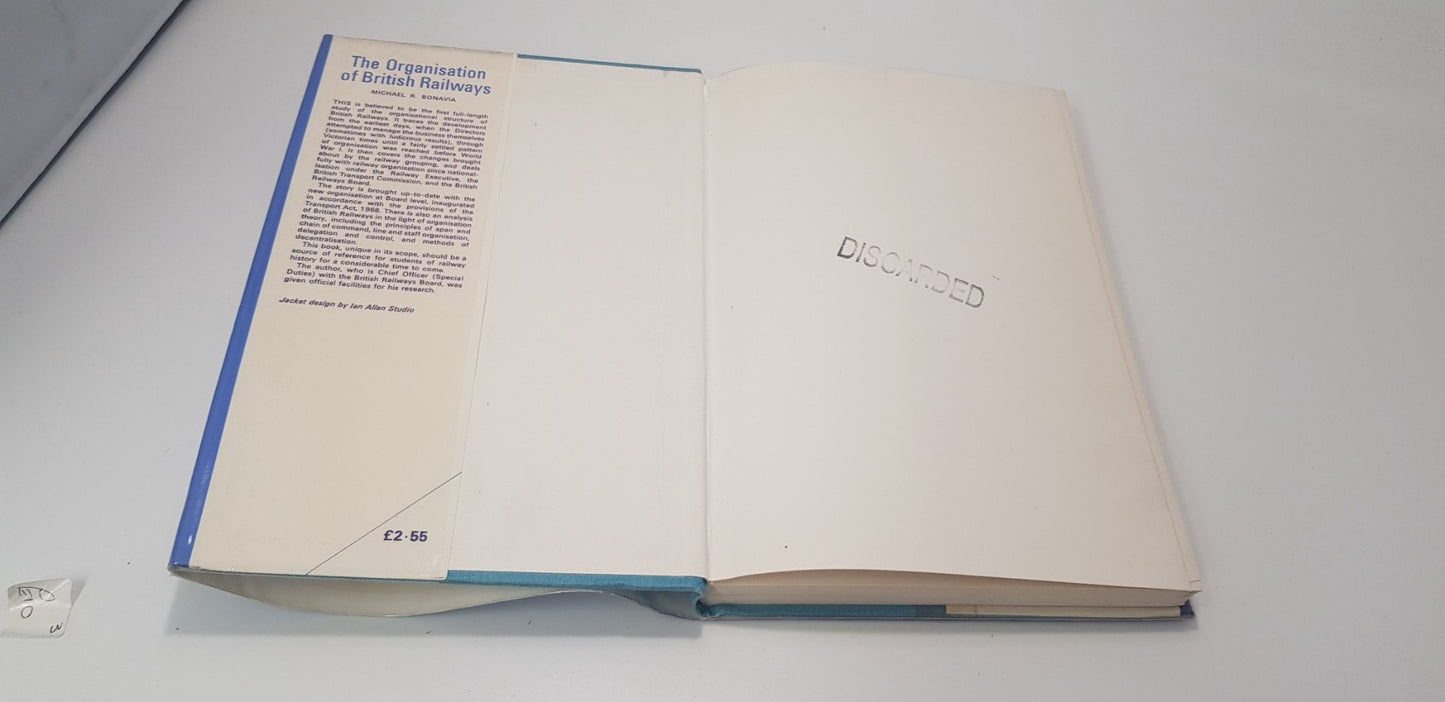 The Organisation
of British Railways
MICHAEL R. BONAVIA
THIS is believed to be the first full-length
study of the organisational structure of
British Railways. It traces the development
from the earliest days, when the Directors
attempted to manage the business themselves
(sometimes with ludicrous results), through
Victorian times until a fairly settled pattern
of organisation was reached before World
War I. It then covers the changes brought
about by the railway grouping, and deals
fully with railway organisation since national-
isation under the Railway Executive, the
British Transport Commission, and the British
Railways Board.
The story is brought up-to-date with the
new organisation at Board level, inaugurated
in accordance with the provisions of the
Transport Act, 1968. There is also an analysis
of British Railways in the light of organisation
theory, including the principles of span and
chain of command, line and staff organisation,
delegation and control, and methods of
decentralisation.
This book, unique in its scope, should be a
source of reference for students of railway
history for a considerable time to come.
The author, who is Chief Officer (Special
Duties) with the British Railways Board, was
given official facilities for his research.
Jacket design by Ian Allan Studio
£2·55
DISCARDED